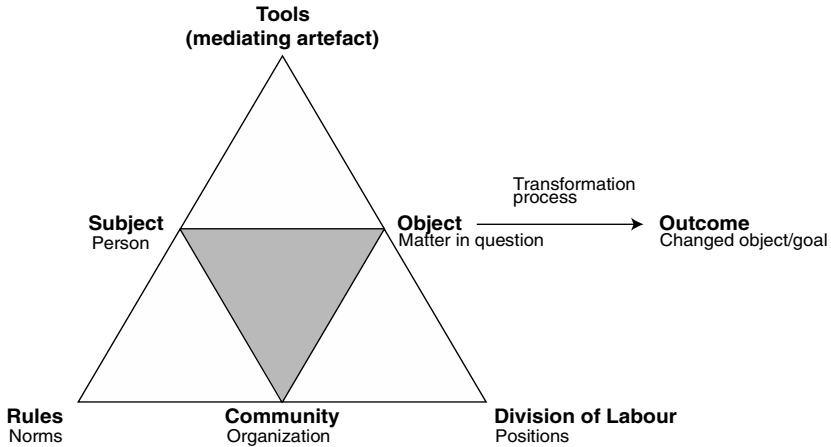 Tools
(mediating artefact)
Transformation
process
Subject
Person
Object
Matter in question
Outcome
Changed object/goal
Rules
Norms
Community
Organization
Division of Labour
Positions